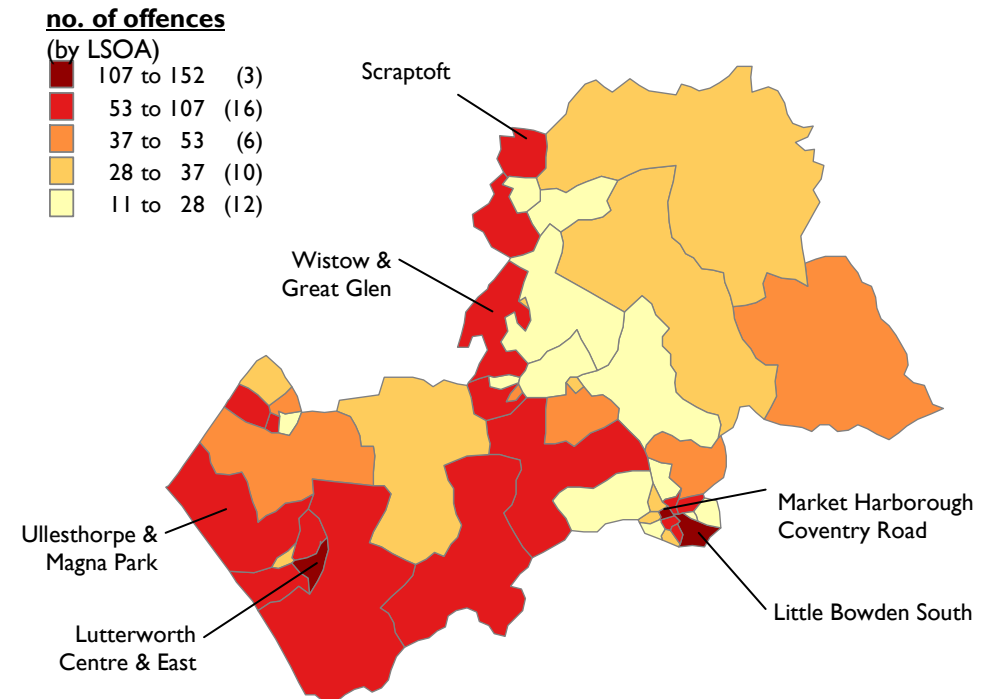 no. of offences
(by LSOA)
107 to 152 (3)
53 to 107 (16)
37 to 53 (6)
28 to 37 (10)
11 to 28 (12)
Scraptoft
Wistow &
Great Glen
Market Harborough
Coventry Road
Ullesthorpe &
Magna Park
Little Bowden South
Lutterworth
Centre & East